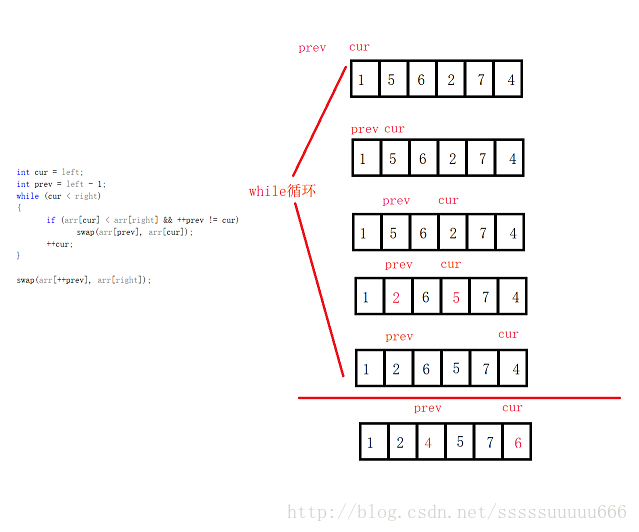 prev cur
1 5 6 2 7 4
prev cur
1 5 6 2 7 4
int cur = left;
int prev = left - 1;
while (cur < right)
{
if (arr[cur] < arr[right] && ++prev != cur)
swap(arr[prev], arr[cur]);
++cur;
}
swap(arr[++prev], arr[right]);
while循环
prev cur
1 5 6 2 7 4
prev cur
1 2 6 5 7 4
prev cur
1 2 6 5 7 4
prev cur
1 2 4 5 7 6
http://blog.csdn.net/sssssuuuuu666